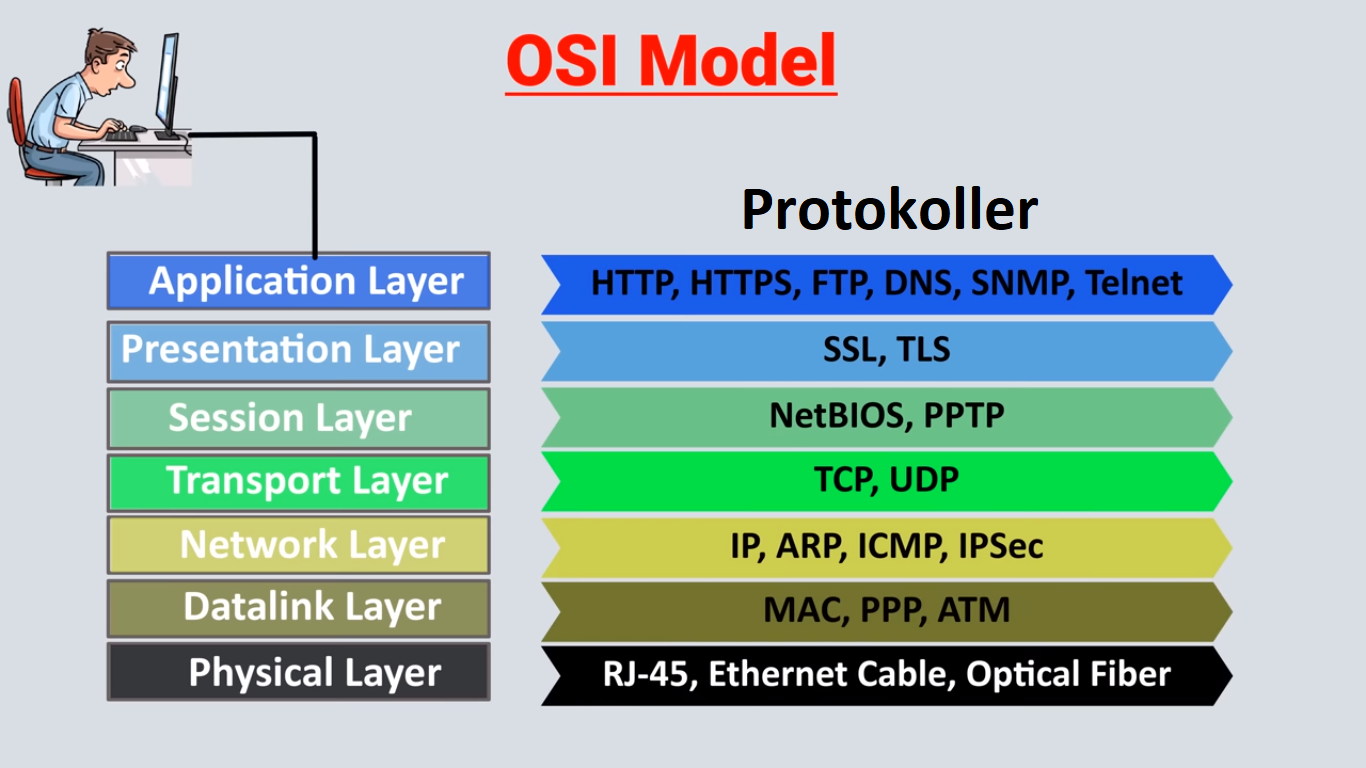 OSI Model
Protokoller
Application Layer
HTTP, HTTPS, FTP, DNS, SNMP, Telnet
Presentation Layer
SSL, TLS
Session Layer
NetBIOS, PPTP
Transport Layer
TCP, UDP
Network Layer
IP, ARP, ICMP, IPSec
Datalink Layer
MAC, PPP, ATM
Physical Layer
RJ-45, Ethernet Cable, Optical Fiber